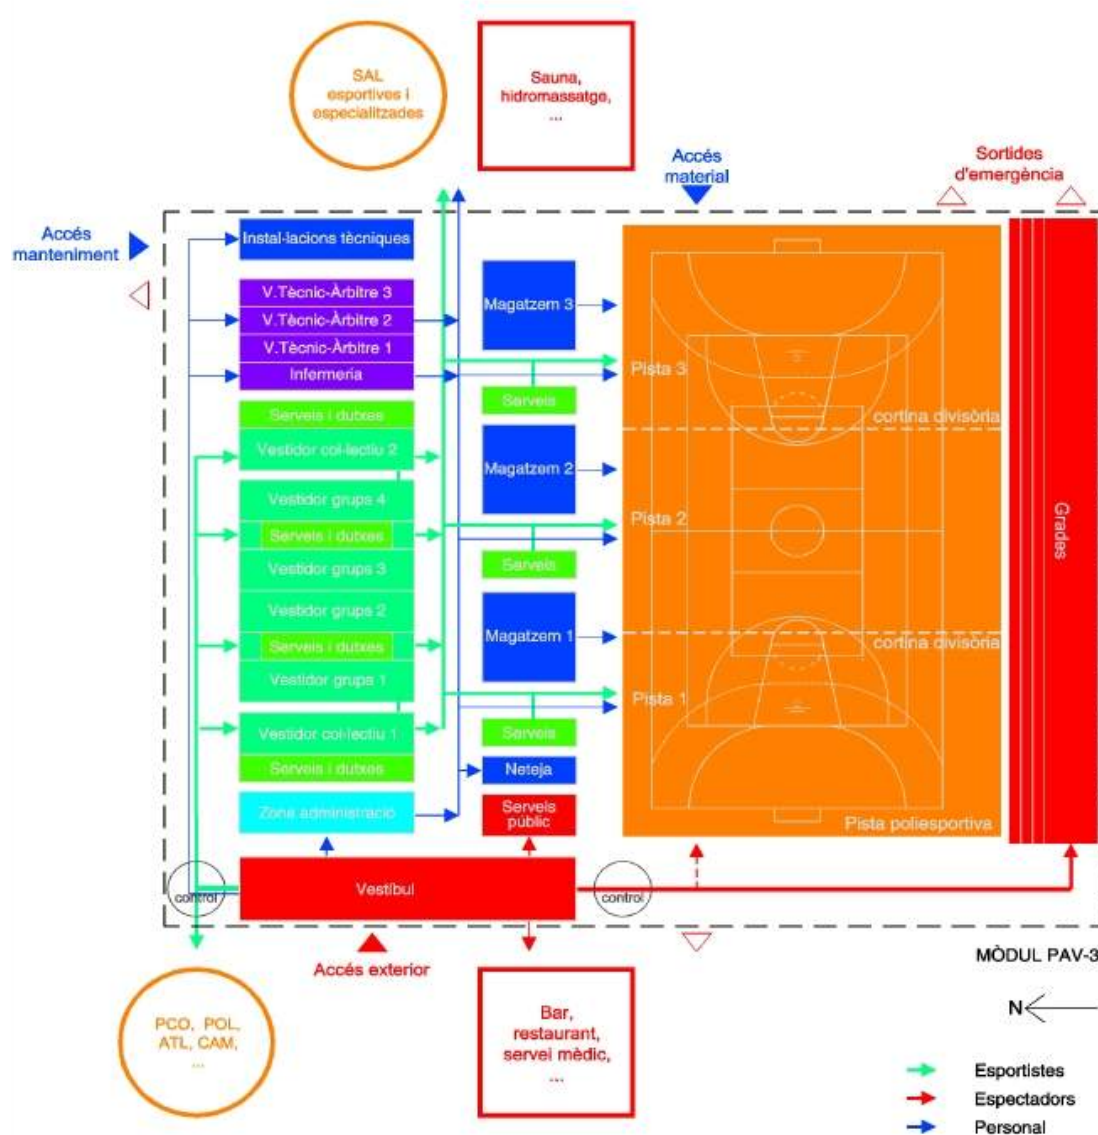 SAL
esportives i
especialitzades
Sauna,
hidromassatge,
...
Accés
material
Sortides
d'emergència
Accés
manteniment
Instal·lacions tècniques
V.Tècnic-Àrbitre 3
V.Tècnic-Àrbitre 2
V.Tècnic-Àrbitre 1
Infermería
Serveis i dutxes
Vestidor col·lectiu 2
Vestidor grups 4
Serveis i dutxes
Vestidor grups 3
Vestidor grups 2
Serveis i dutxes
Vestidor grups 1
Vestidor col·lectiu 1
Serveis i dutxes
Zona administració
Magatzem 3
Serveis
Magatzem 2
Serveis
Magatzem 1
Serveis
Neteja
Serveis
públic
Pista 3
cortina divisòria
Pista 2
cortina divisòria
Pista 1
Pista poliesportiva
Grades
control
Vestíbul
control
Accés exterior
MÒDUL PAV-3
N
PCO, POL,
ATL, CAM,
...
Bar,
restaurant,
servei mèdic,
...
Esportistes
Espectadors
Personal